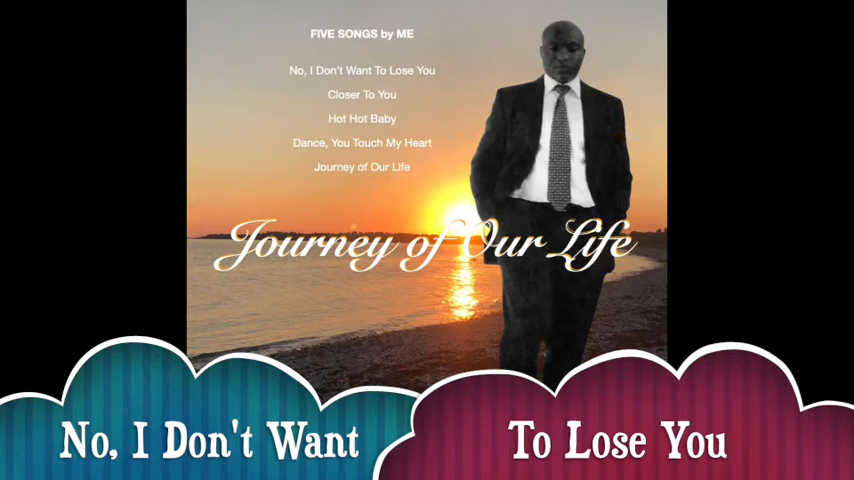 FIVE SONGS by ME
No, I Don't Want To Lose You
Closer To You
Hot Hot Baby
Dance, You Touch My Heart
Journey of Our Life
Journey of Our Life
No, I Don't Want To Lose You